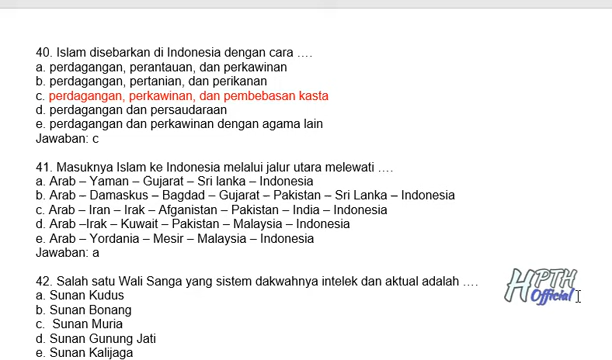 40. Islam disebarkan di Indonesia dengan cara ....
a. perdagangan, perantauan, dan perkawinan
b. perdagangan, pertanian, dan perikanan
c. perdagangan, perkawinan, dan pembebasan kasta
d. perdagangan dan persaudaraan
e. perdagangan dan perkawinan dengan agama lain
Jawaban: c
41. Masuknya Islam ke Indonesia melalui jalur utara melewati ....
a. Arab – Yaman – Gujarat – Sri lanka – Indonesia
b. Arab – Damaskus – Bagdad – Gujarat – Pakistan – Sri Lanka – Indonesia
c. Arab – Iran – Irak – Afganistan – Pakistan – India – Indonesia
d. Arab –Irak – Kuwait – Pakistan – Malaysia – Indonesia
e. Arab – Yordania – Mesir – Malaysia – Indonesia
Jawaban: a
42. Salah satu Wali Sanga yang sistem dakwahnya intelek dan aktual adalah ....
a. Sunan Kudus
b. Sunan Bonang
c. Sunan Muria
d. Sunan Gunung Jati
e. Sunan Kalijaga
HPTH
Official